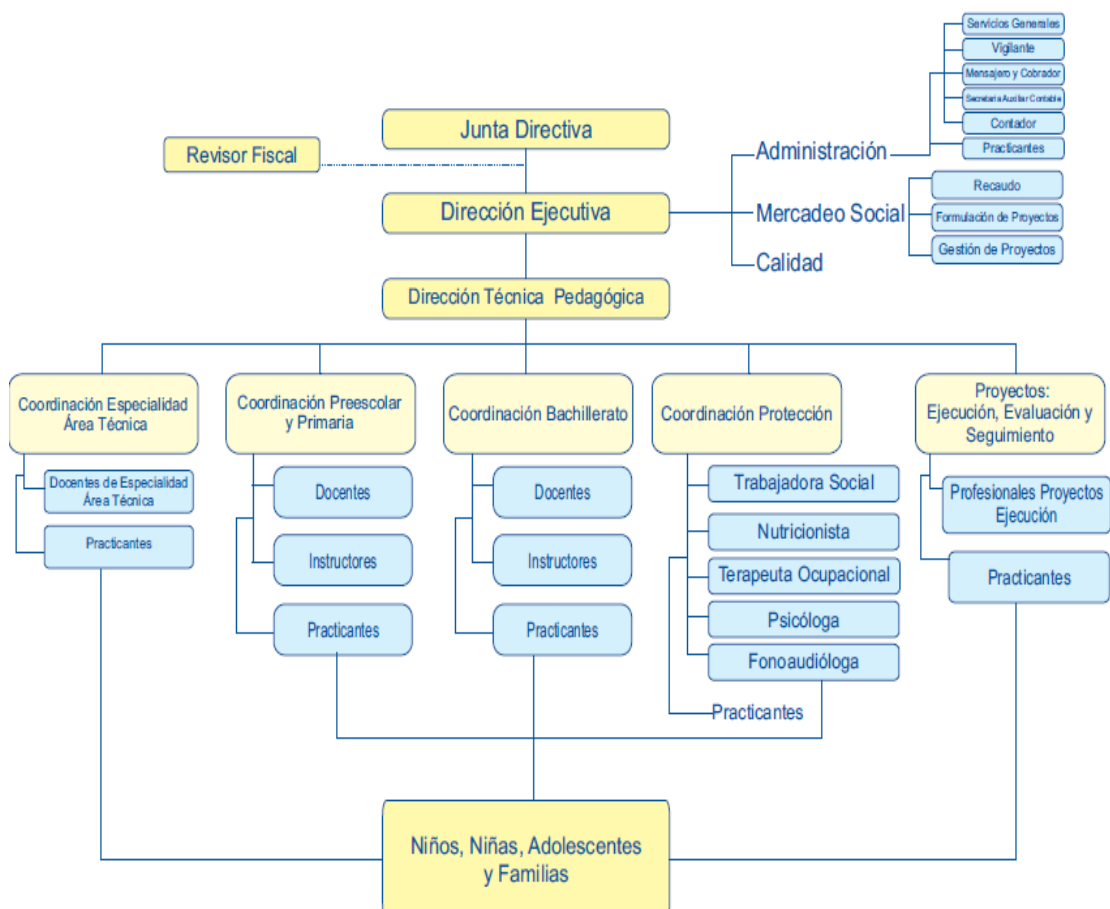 Servicios Generales
Vigilante
Mensajero y Cobrador
Secretaria Auxiliar Contable
Contador
Practicantes
Junta Directiva
Revisor Fiscal
Administración
Recaudo
Dirección Ejecutiva
Mercadeo Social
Formulación de Proyectos
Gestión de Proyectos
Calidad
Dirección Técnica Pedagógica
Coordinación Especialidad
Área Técnica
Coordinación Preescolar
y Primaria
Coordinación Bachillerato
Coordinación Protección
Proyectos:
Ejecución, Evaluación y
Seguimiento
Docentes de Especialidad
Área Técnica
Practicantes
Docentes
Instructores
Practicantes
Docentes
Instructores
Practicantes
Trabajadora Social
Nutricionista
Terapeuta Ocupacional
Psicóloga
Fonoaudióloga
Practicantes
Profesionales Proyectos
Ejecución
Practicantes
Niños, Niñas, Adolescentes
y Familias